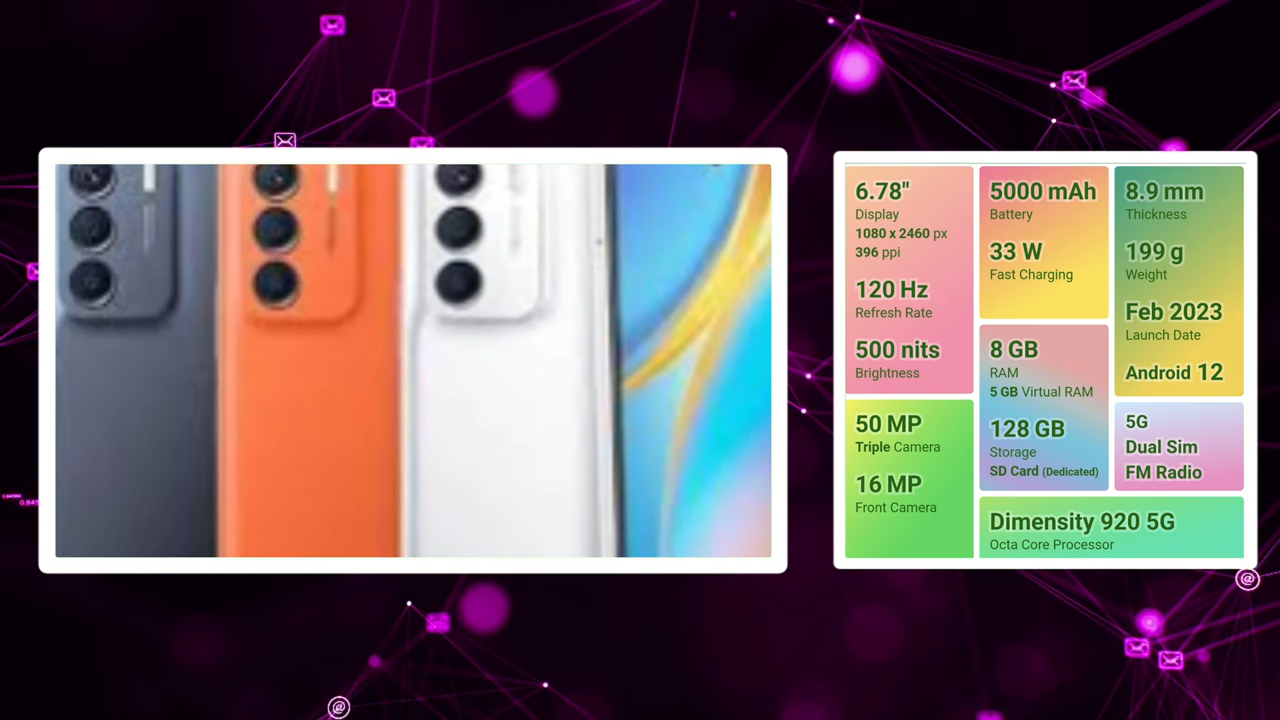 6.78"
Display
1080 x 2460 px
396 ppi
120 Hz
Refresh Rate
500 nits
Brightness
50 MP
Triple Camera
16 MP
Front Camera
5000 mAh
Battery
33 W
Fast Charging
8 GB
RAM
5 GB Virtual RAM
128 GB
Storage
SD Card (Dedicated)
8.9 mm
Thickness
199 g
Weight
Feb 2023
Launch Date
Android 12
5G
Dual Sim
FM Radio
Dimensity 920 5G
Octa Core Processor